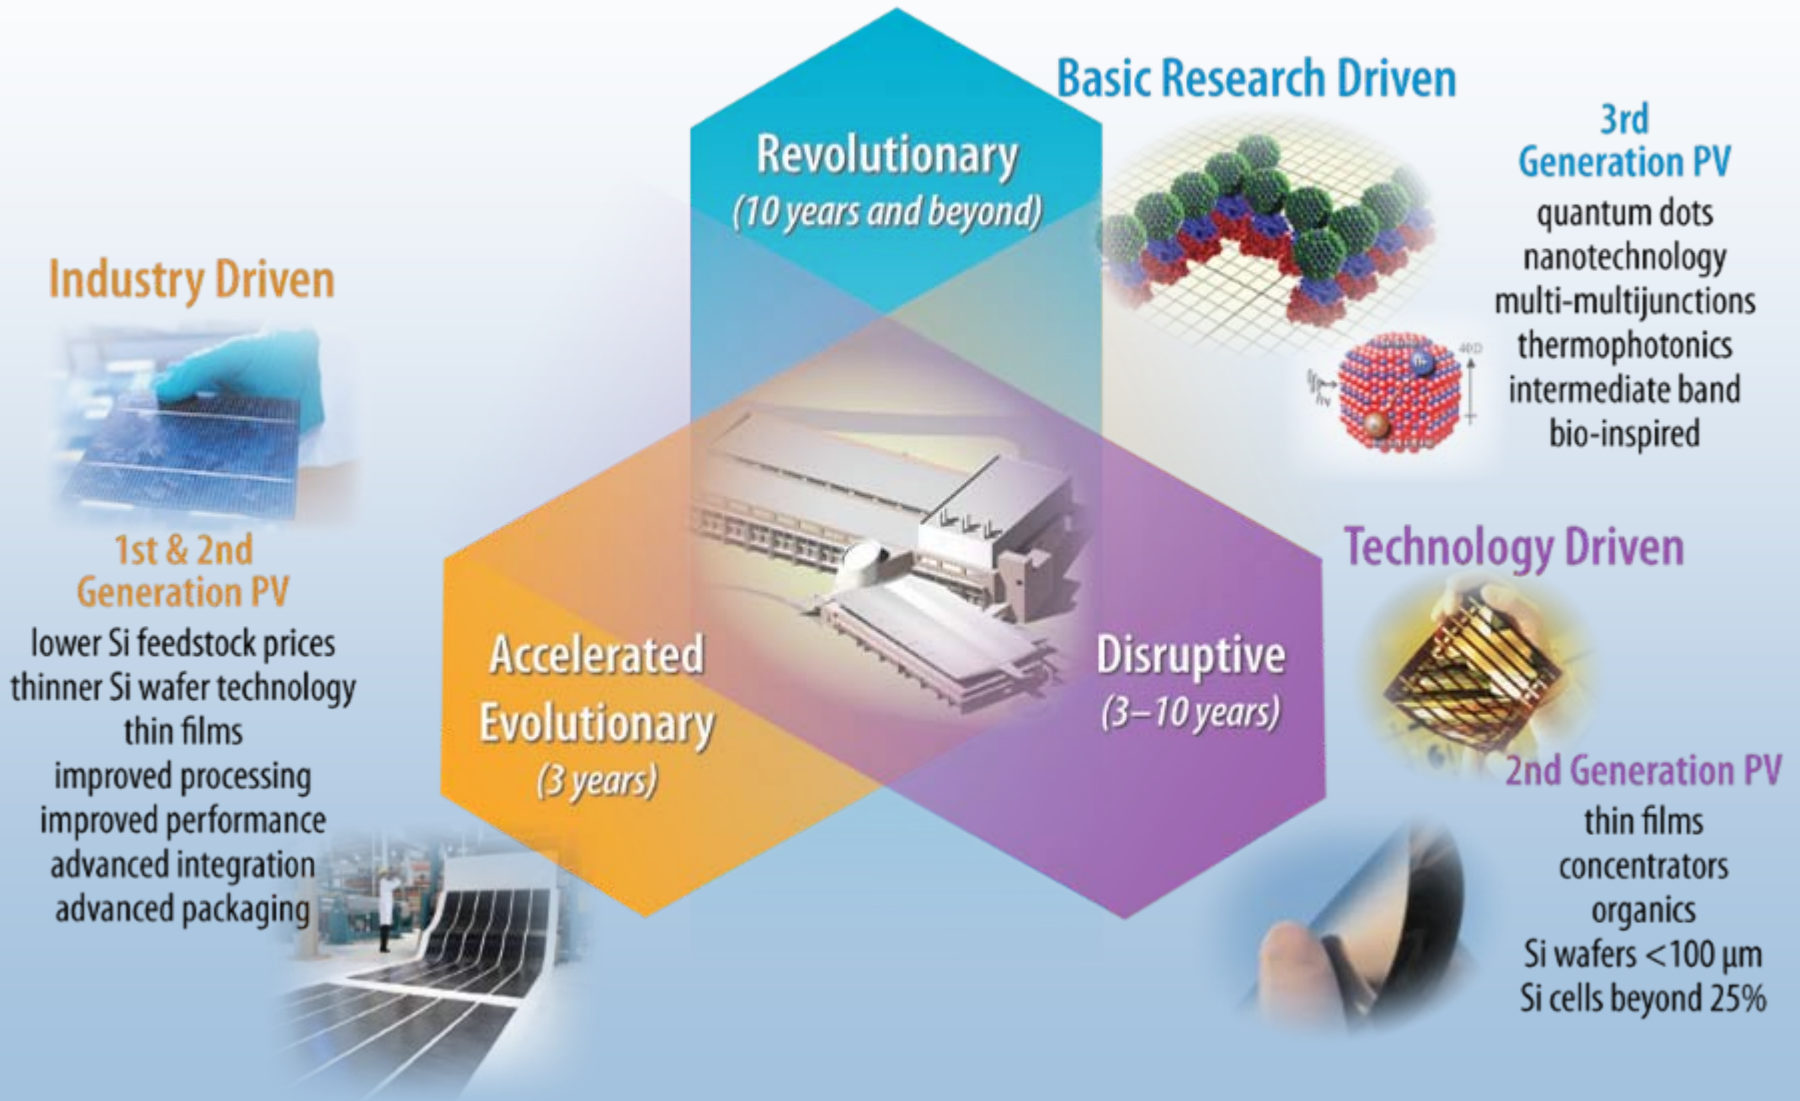 Revolutionary
(10 years and beyond)
Basic Research Driven
3rd
Generation PV
quantum dots
nanotechnology
multi-multijunctions
thermophotonics
intermediate band
bio-inspired
hν
Industry Driven
1st & 2nd
Generation PV
lower Si feedstock prices
thinner Si wafer technology
thin films
improved processing
improved performance
advanced integration
advanced packaging
Accelerated
Evolutionary
(3 years)
Disruptive
(3–10 years)
Technology Driven
2nd Generation PV
thin films
concentrators
organics
Si wafers <100 µm
Si cells beyond 25%